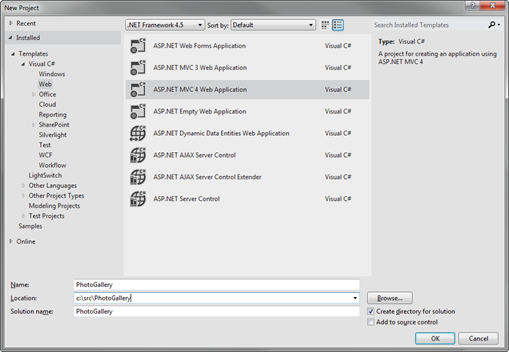 New Project
Recent
.NET Framework 4.5
Sort by:
Default
Search Installed Templates
Installed
Templates
Visual C#
Windows
Web
Office
Cloud
Reporting
SharePoint
Silverlight
Test
WCF
Workflow
LightSwitch
Other Languages
Other Project Types
Modeling Projects
Test Projects
Samples
Online
ASP.NET Web Forms Application Visual C#
ASP.NET MVC 3 Web Application Visual C#
ASP.NET MVC 4 Web Application Visual C#
ASP.NET Empty Web Application Visual C#
ASP.NET Dynamic Data Entities Web Application Visual C#
ASP.NET AJAX Server Control Visual C#
ASP.NET AJAX Server Control Extender Visual C#
ASP.NET Server Control Visual C#
Type: Visual C#
A project for creating an application using
ASP.NET MVC 4
Name: PhotoGallery
Location: c:\src\PhotoGallery
Browse...
Solution name: PhotoGallery
Create directory for solution
Add to source control
OK
Cancel